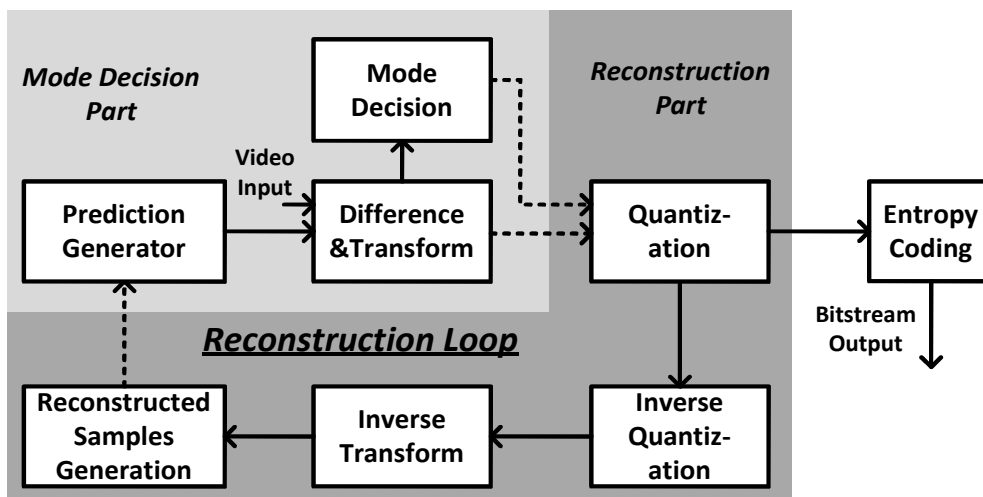 Mode Decision
Part
Mode
Decision
Reconstruction
Part
Video
Input
Prediction
Generator
Difference
&Transform
Quantiz-
ation
Entropy
Coding
Bitstream
Output
Reconstruction Loop
Reconstructed
Samples
Generation
Inverse
Transform
Inverse
Quantiz-
ation